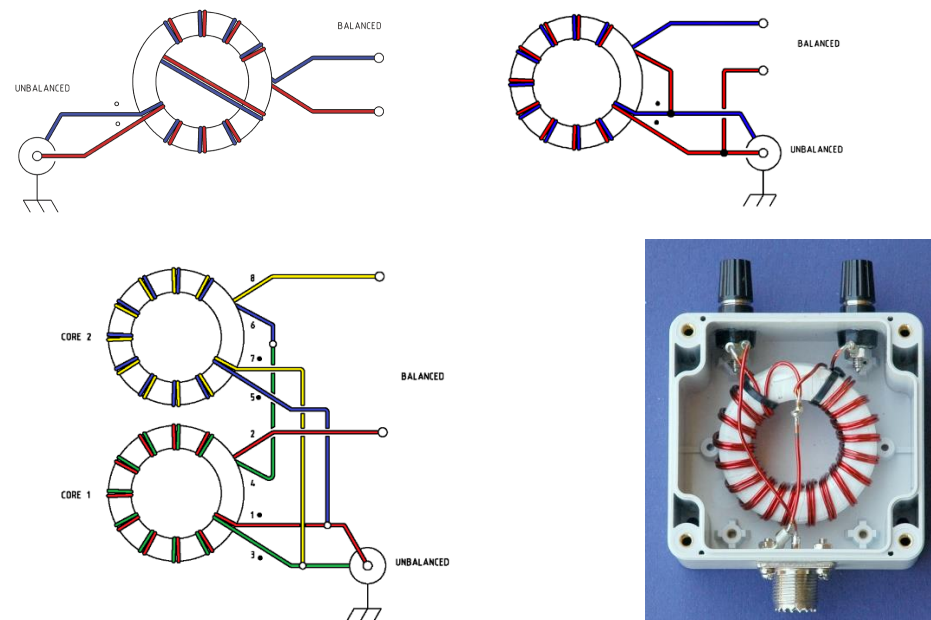 BALANCED
UNBALANCED
BALANCED
UNBALANCED
8
6
CORE 2
7
5
BALANCED
2
4
CORE 1
1
3
UNBALANCED